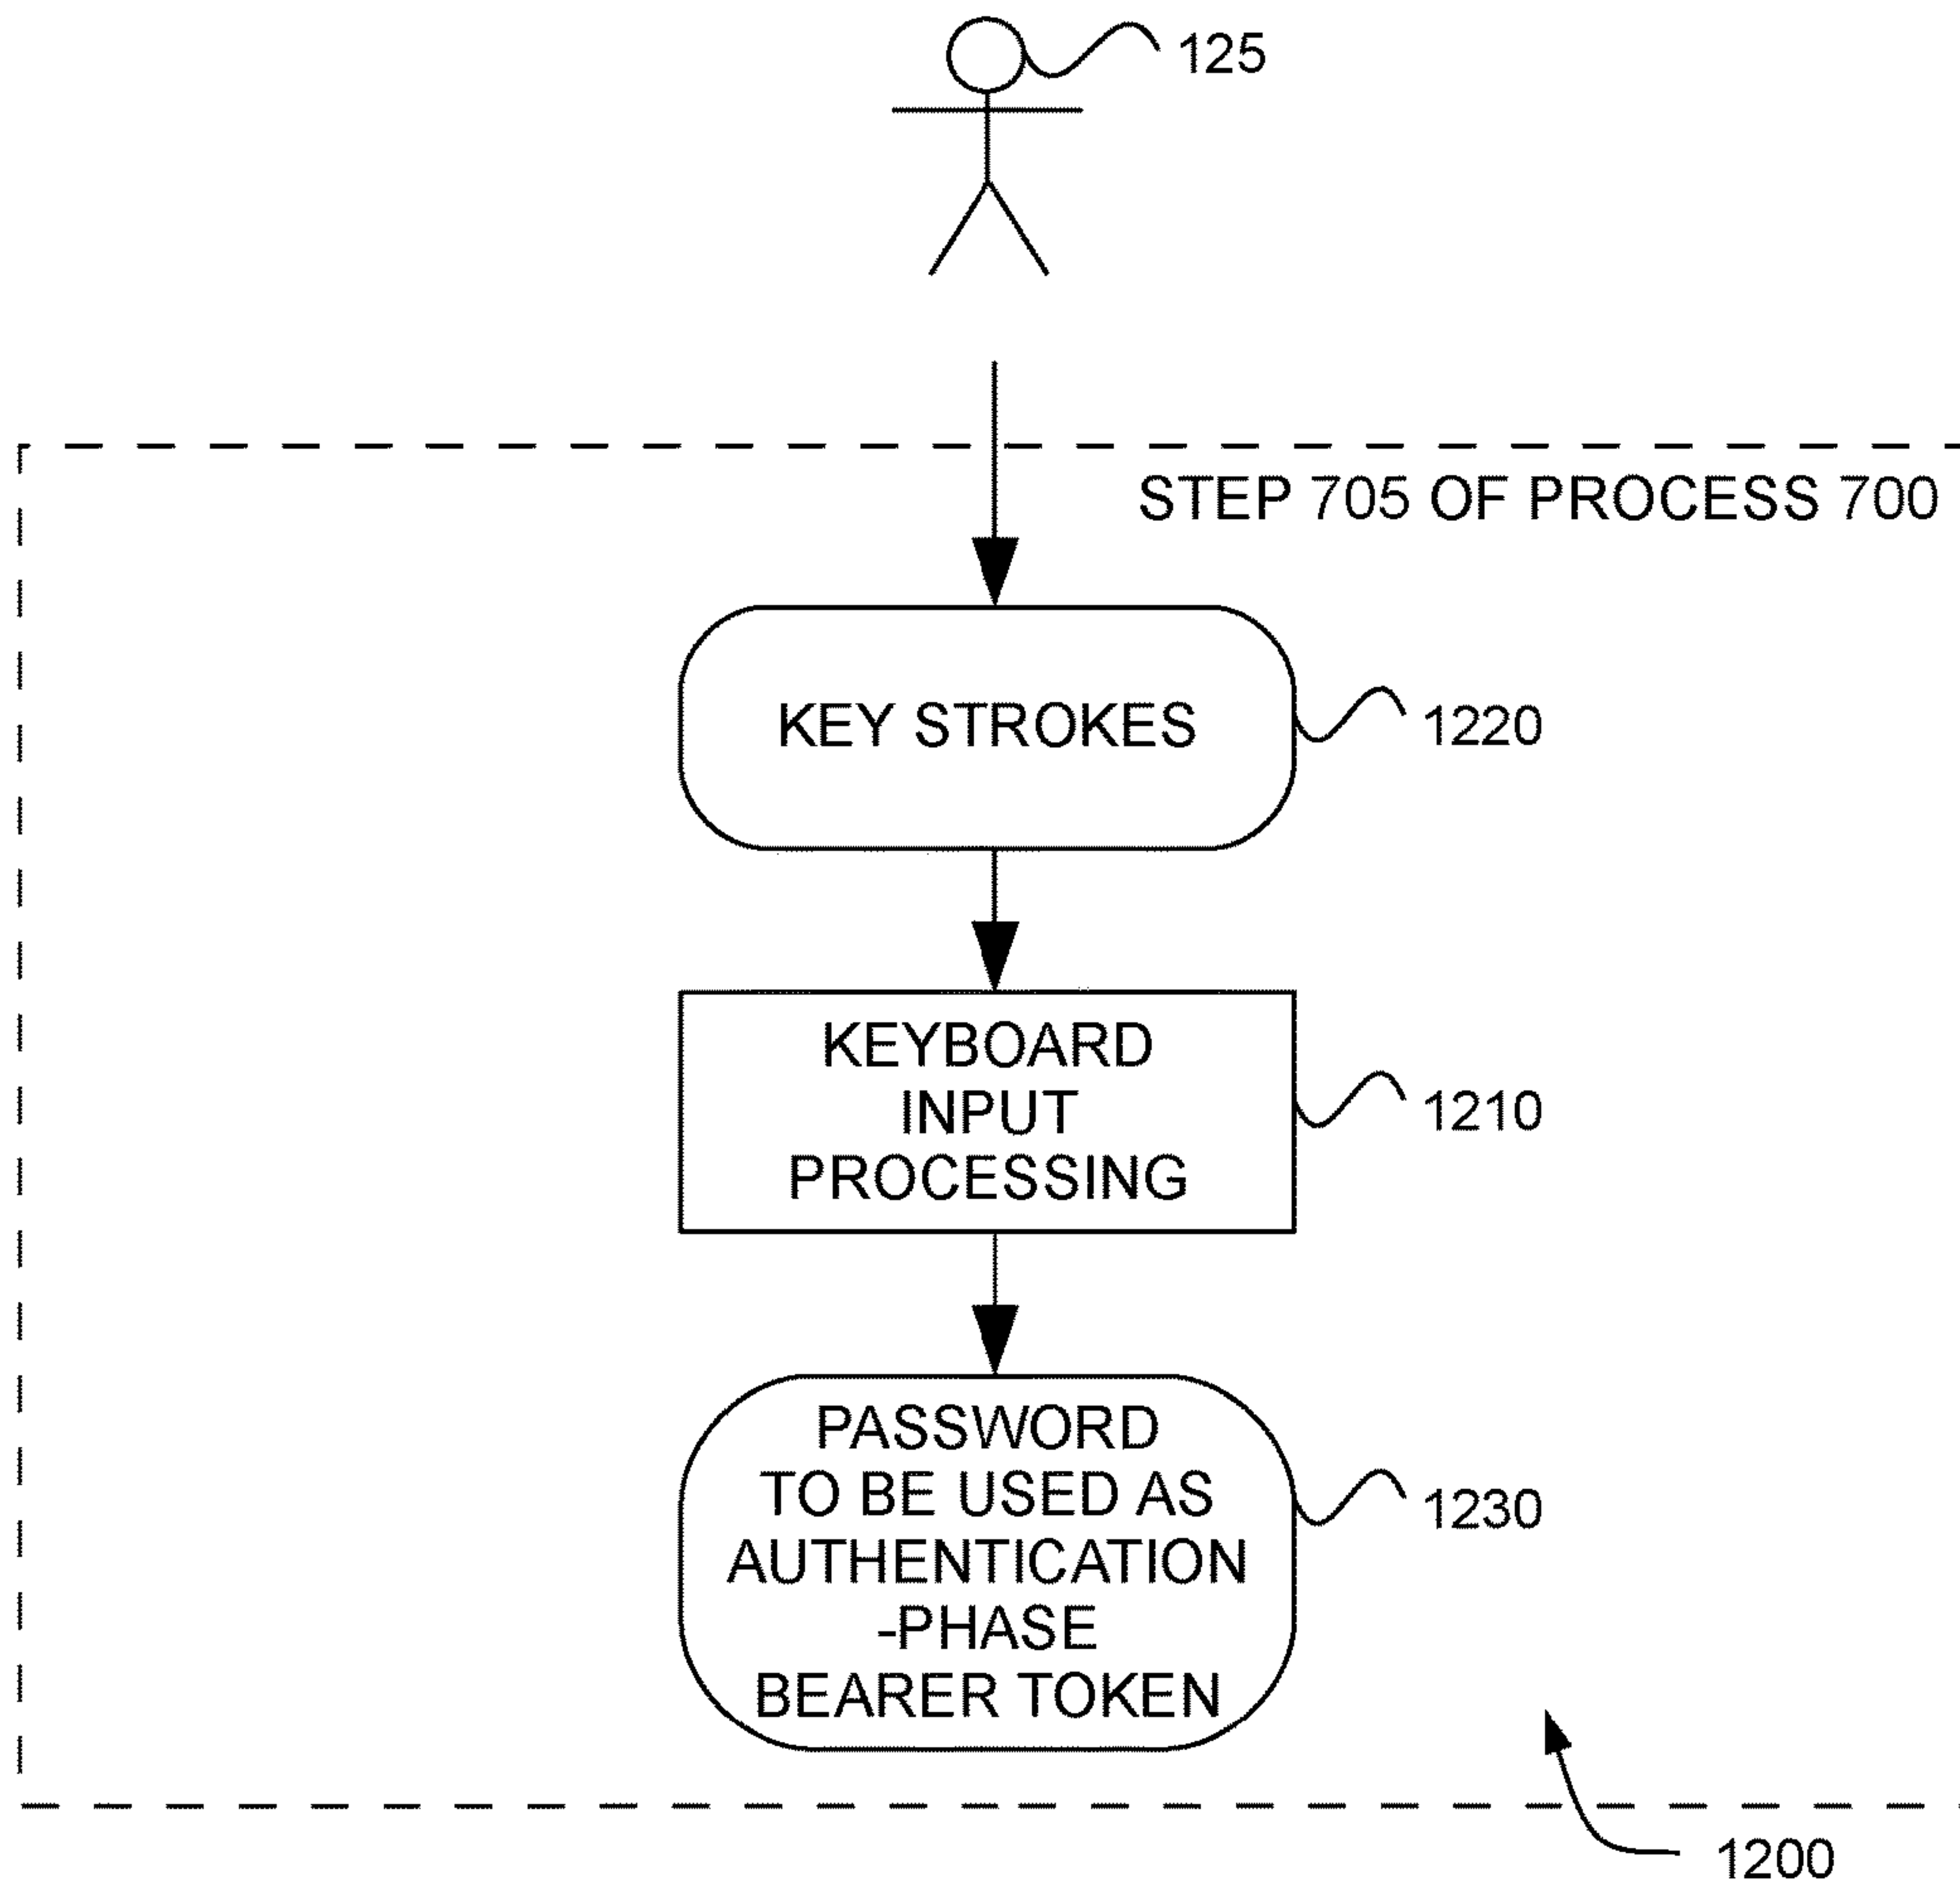 125
STEP 705 OF PROCESS 700
KEY STROKES
1220
KEYBOARD
INPUT
PROCESSING
1210
PASSWORD
TO BE USED AS
AUTHENTICATION
-PHASE
BEARER TOKEN
1230
1200